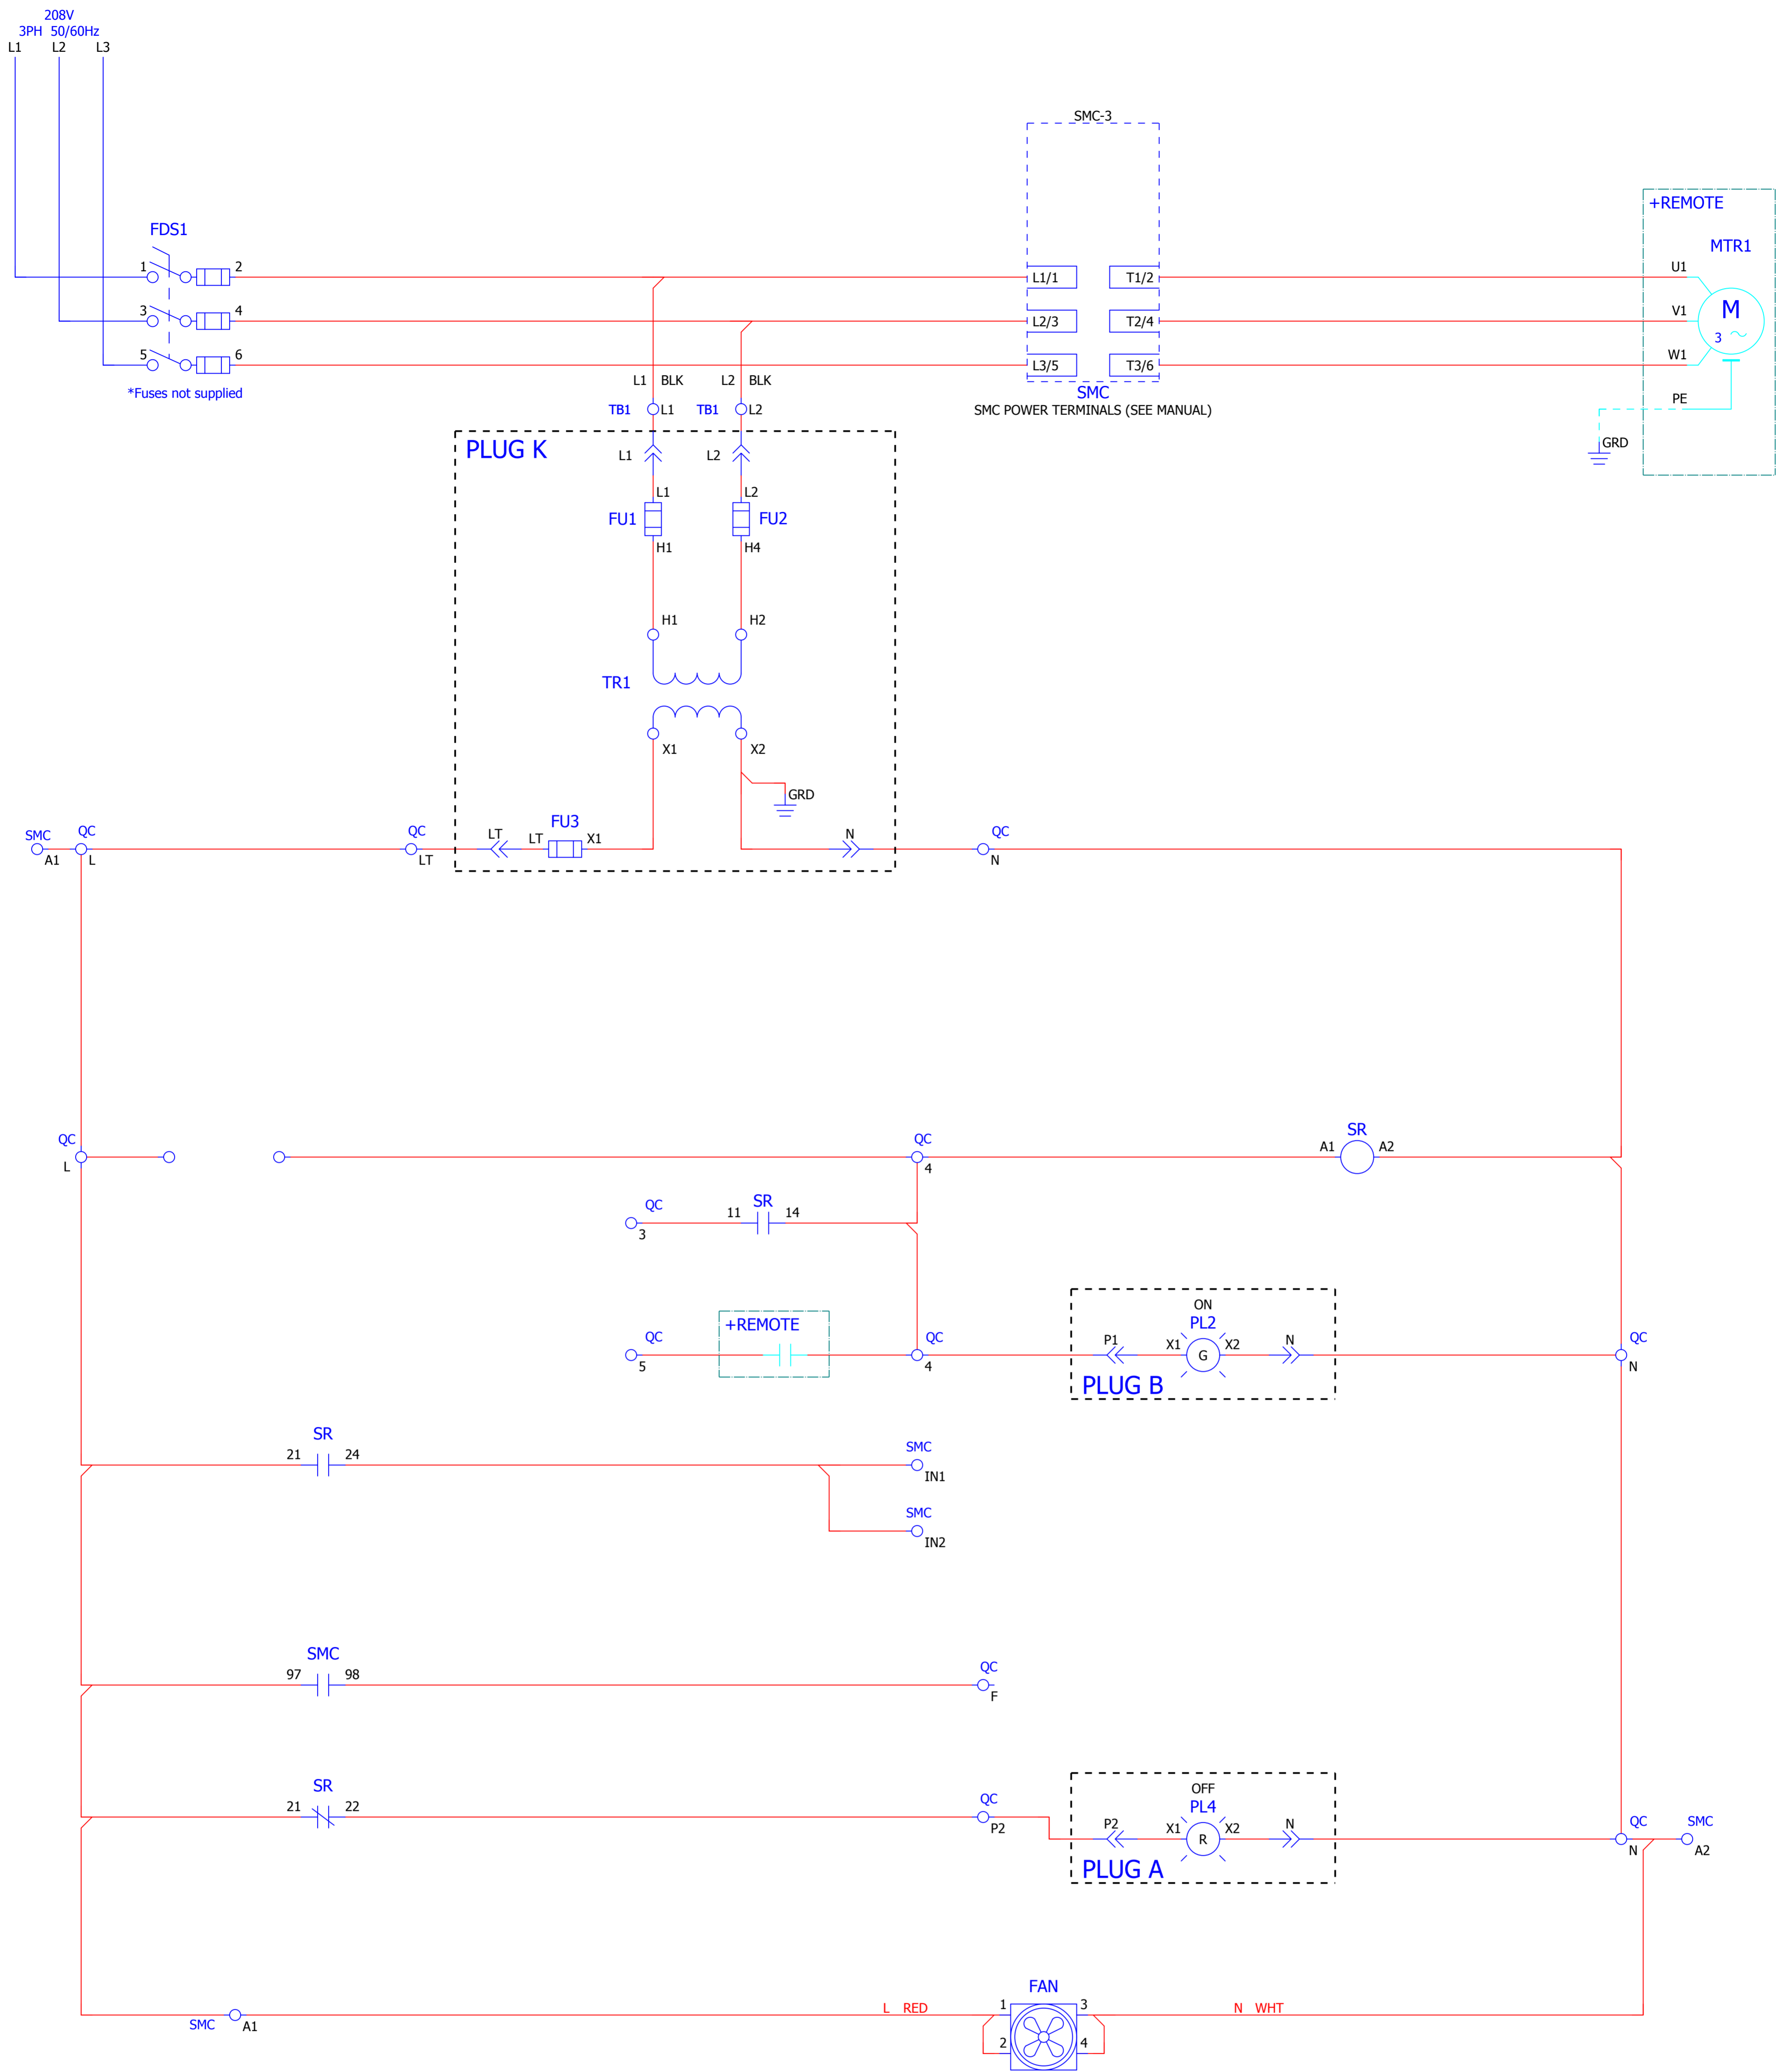 208V
3PH 50/60Hz
L1 L2 L3
SMC-3
+REMOTE
FDS1
MTR1
1 2 L1/1 T1/2 U1
3 4 L2/3 T2/4 V1 M
3
5 6 L3/5 T3/6 W1
*Fuses not supplied
L1 BLK L2 BLK
SMC
PE
TB1 L1 TB1 L2
SMC POWER TERMINALS (SEE MANUAL)
GRD
PLUG K
L1 L2
L1 L2
FU1 FU2
H1 H4
H1 H2
TR1
X1 X2
GRD
FU3
SMC QC QC LT LT X1 N QC
A1 L LT N
QC QC SR
A1 A2
L 4
QC SR
11 14
3
ON
+REMOTE PL2
QC QC P1 X1 G X2 N QC
5 4 N
PLUG B
SR
21 24 SMC
IN1
SMC
IN2
SMC
97 98 QC
F
SR OFF
21 22 QC PL4
P2 P2 X1 R X2 N QC SMC
N A2
PLUG A
FAN
L RED 1 3 N WHT
SMC A1
2 4